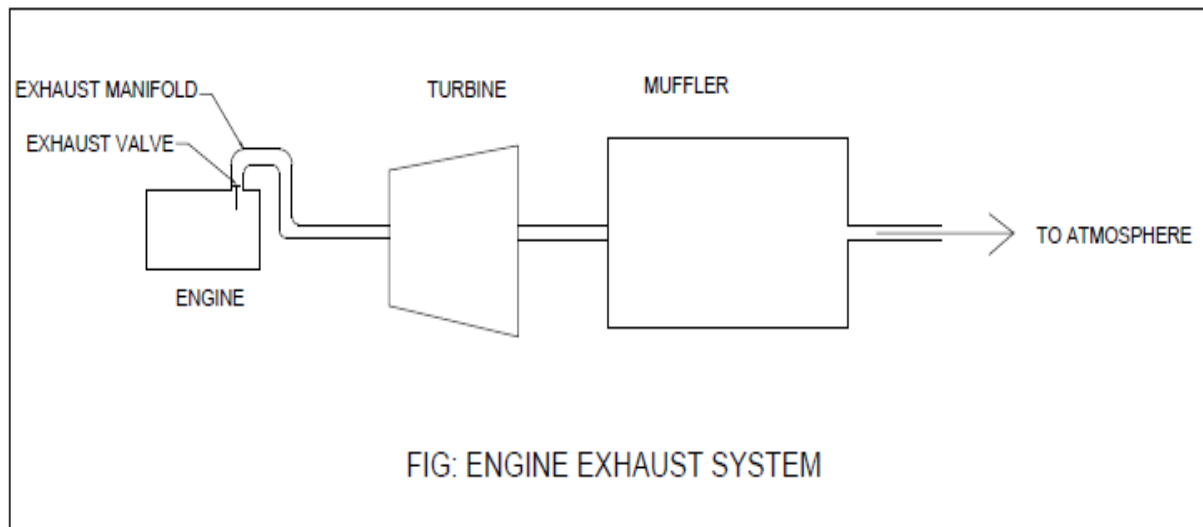 EXHAUST MANIFOLD
TURBINE
MUFFLER
EXHAUST VALVE
TO ATMOSPHERE
ENGINE
FIG: ENGINE EXHAUST SYSTEM